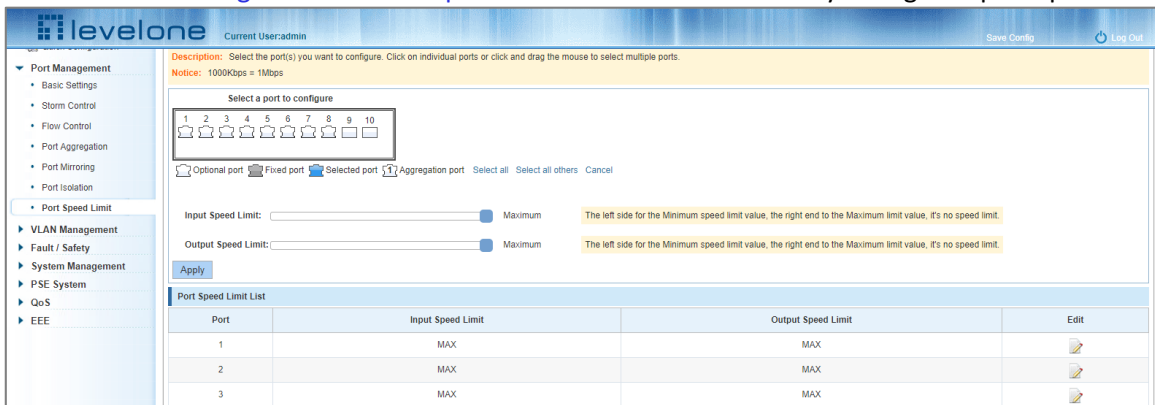 levelone
Current User:admin
Save Config
Log Out
Port Management
Basic Settings
Storm Control
Flow Control
Port Aggregation
Port Mirroring
Port Isolation
Port Speed Limit
VLAN Management
Fault / Safety
System Management
PSE System
QoS
EEE
Description: Select the port(s) you want to configure. Click on individual ports or click and drag the mouse to select multiple ports.
Notice: 1000Kbps = 1Mbps
Select a port to configure
1 2 3 4 5 6 7 8 9 10
Optional port Fixed port Selected port 1 Aggregation port Select all Select all others Cancel
Input Speed Limit: Maximum The left side for the Minimum speed limit value, the right end to the Maximum limit value, it's no speed limit.
Output Speed Limit: Maximum The left side for the Minimum speed limit value, the right end to the Maximum limit value, it's no speed limit.
Apply
Port Speed Limit List
Port Input Speed Limit Output Speed Limit Edit
1 MAX MAX
2 MAX MAX
3 MAX MAX